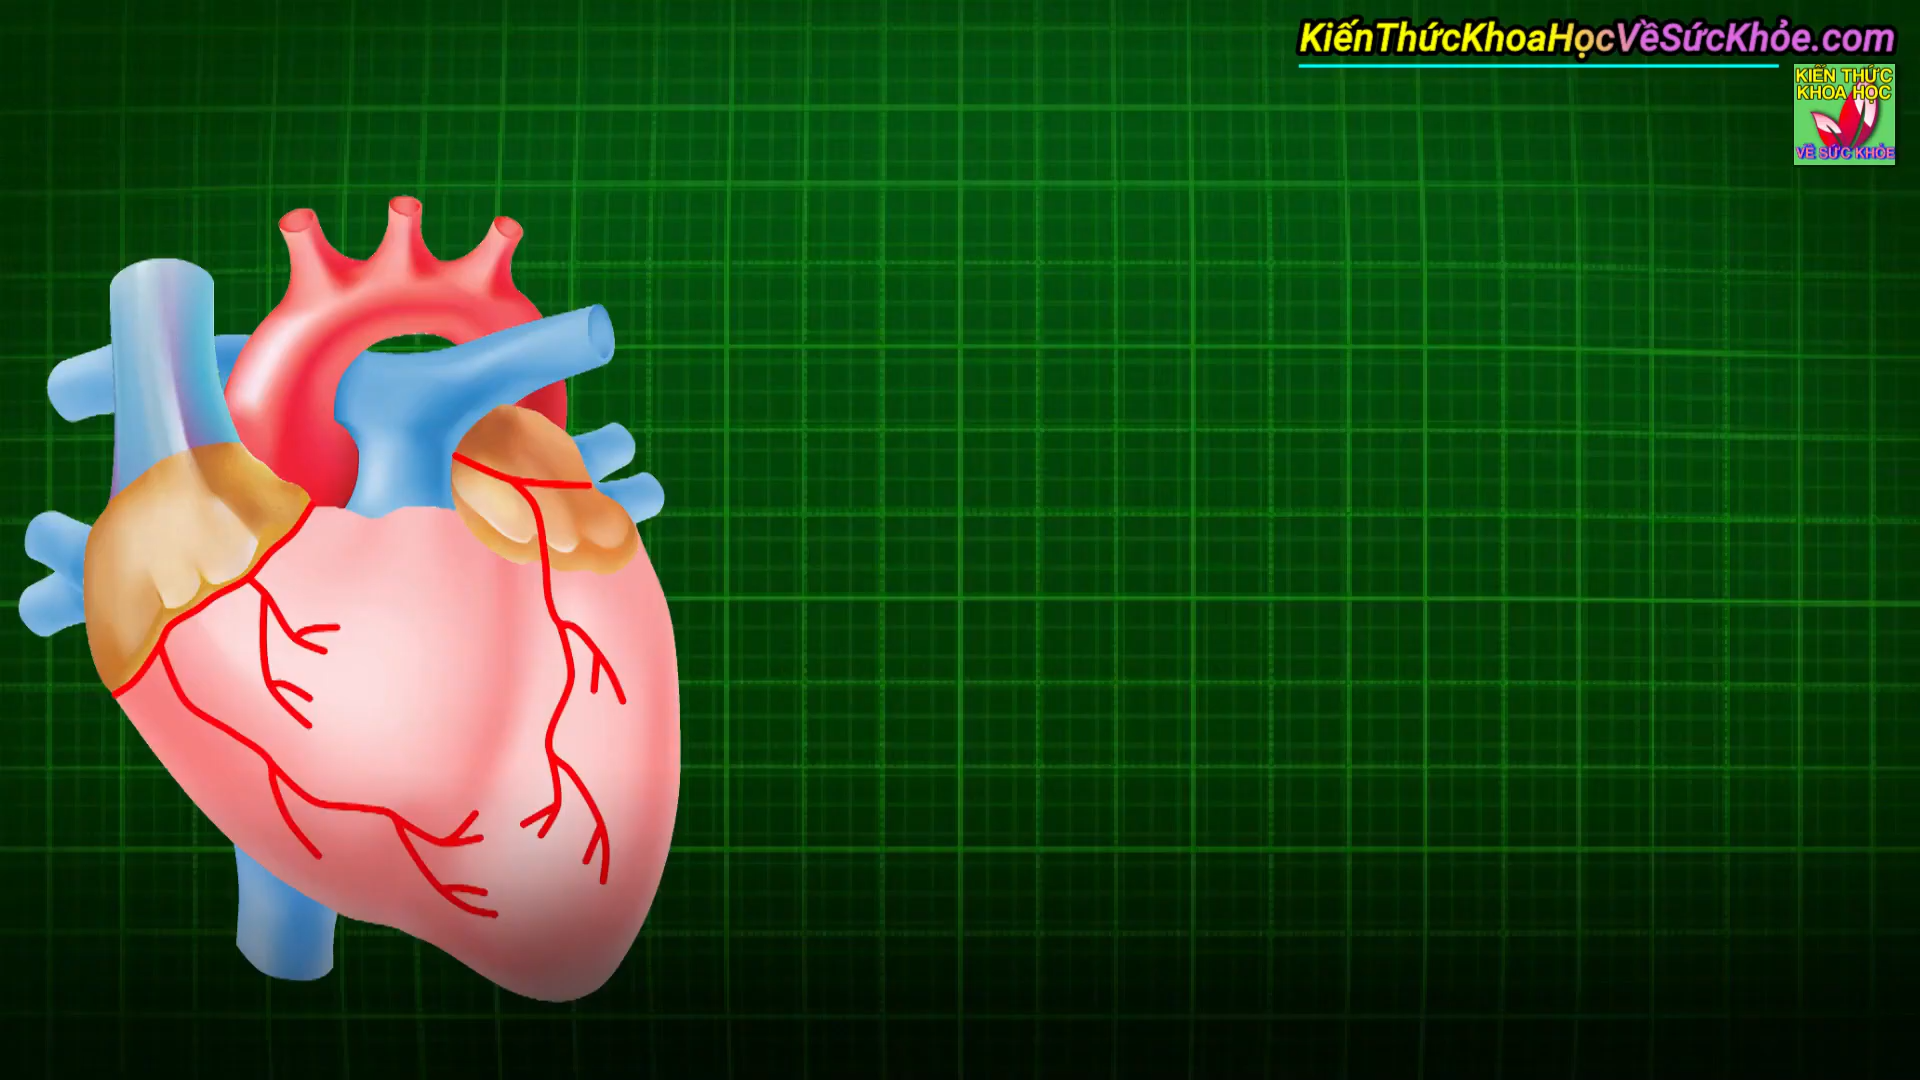 KiếnThứcKhoaHọcVềSứcKhỏe.com
KIẾN THỨC
KHOA HỌC
VỀ SỨC KHỎE